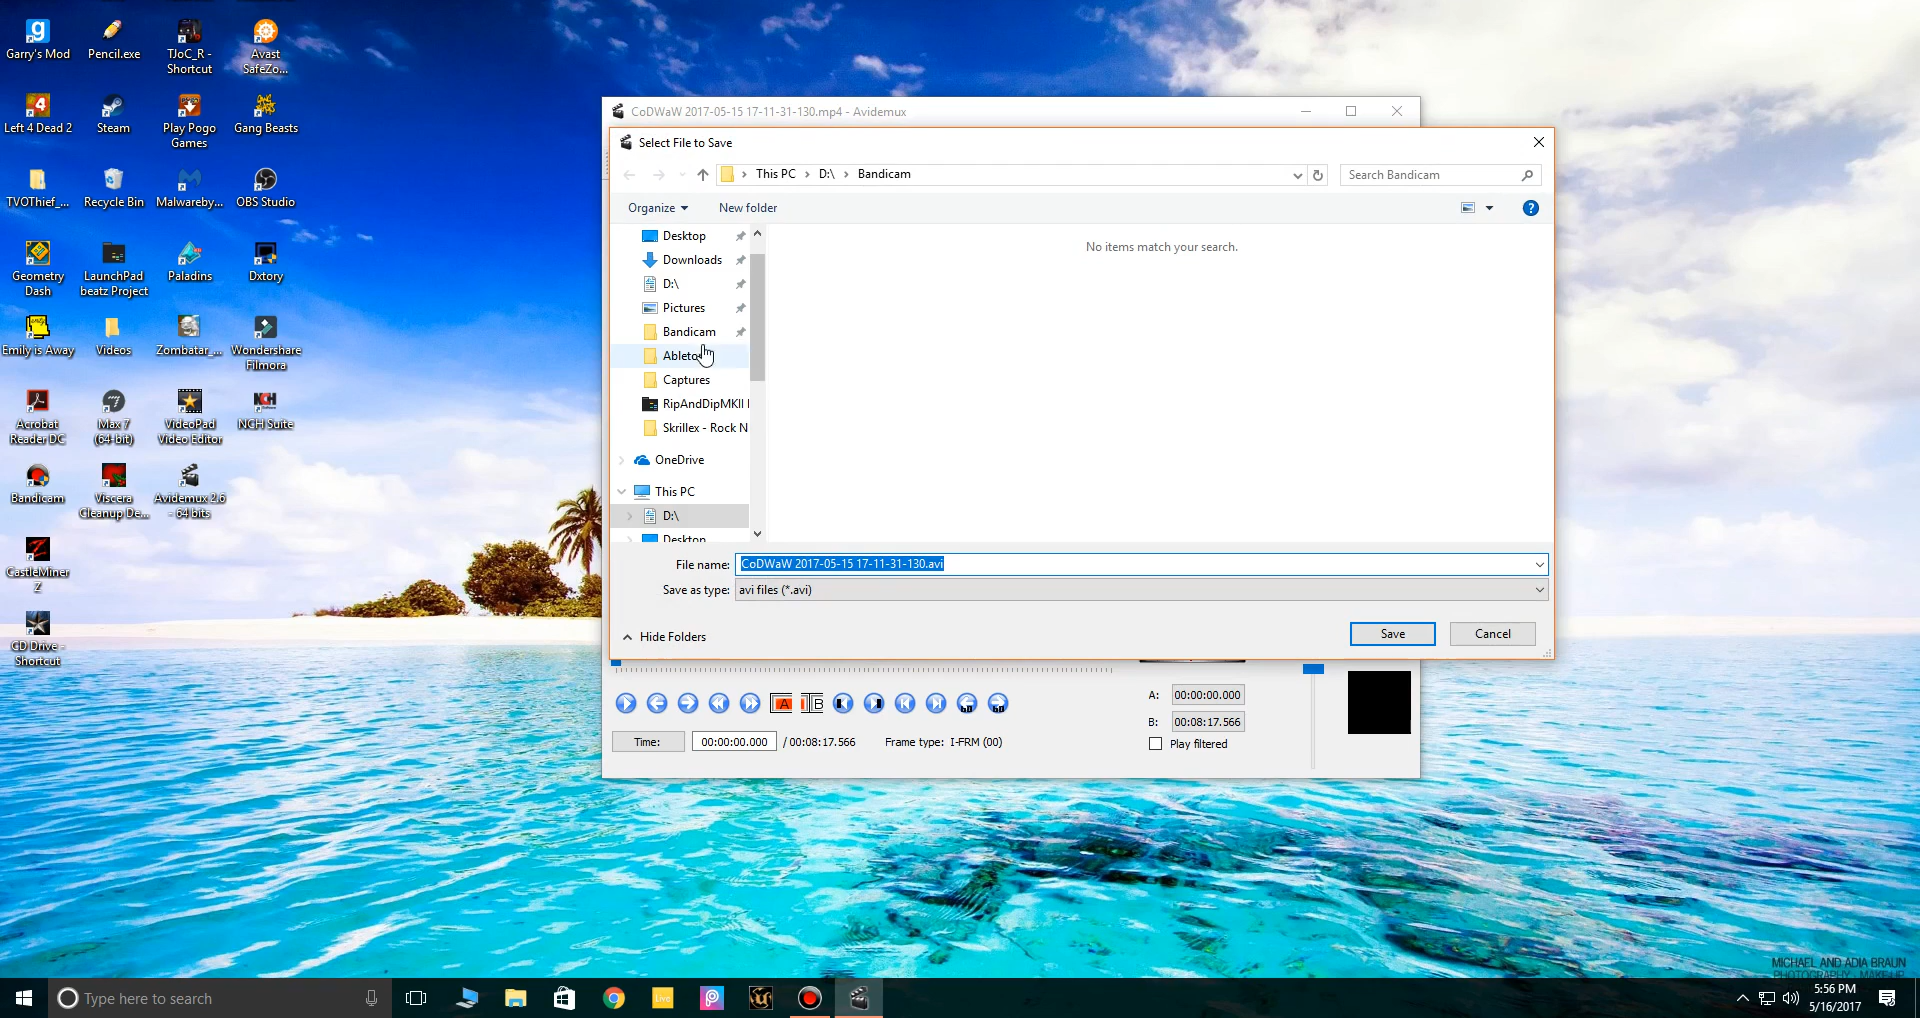 Garry's Mod
Pencil.exe
TJoC_R -
Shortcut
Avast
SafeZo...
Left 4 Dead 2
Steam
Play Pogo
Games
Gang Beasts
TVOThief_...
Recycle Bin
Malwareby...
OBS Studio
Geometry
Dash
LaunchPad
beatz Project
Paladins
Dxtory
Emily is Away
Videos
Zombatar_...
Wondershare
Filmora
Acrobat
Reader DC
Max 7
(64-bit)
VideoPad
Video Editor
NCH Suite
Bandicam
Viscera
Cleanup De...
Avidemux 2.6
- 64 bits
CastleMiner
Z
CD Drive -
Shortcut
CoDWaW 2017-05-15 17-11-31-130.mp4 - Avidemux
Select File to Save
This PC > D:\ > Bandicam
Search Bandicam
Organize
New folder
Desktop
Downloads
D:\
Pictures
Bandicam
Captures
RipAndDipMKII
Skrillex - Rock N
OneDrive
This PC
D:\
Desktop
No items match your search.
File name: CoDWaW 2017-05-15 17-11-31-130.avi
Save as type: avi files (*.avi)
Hide Folders
Save
Cancel
A
B
A: 00:00:00.000
B: 00:08:17.566
Time: 00:00:00.000 / 00:08:17.566
Frame type: I-FRM (00)
Play filtered
MICHAEL AND ADIA BRAUN
PHOTOGRAPHY - MAKE-UP
Type here to search
Live
5:56 PM
5/16/2017